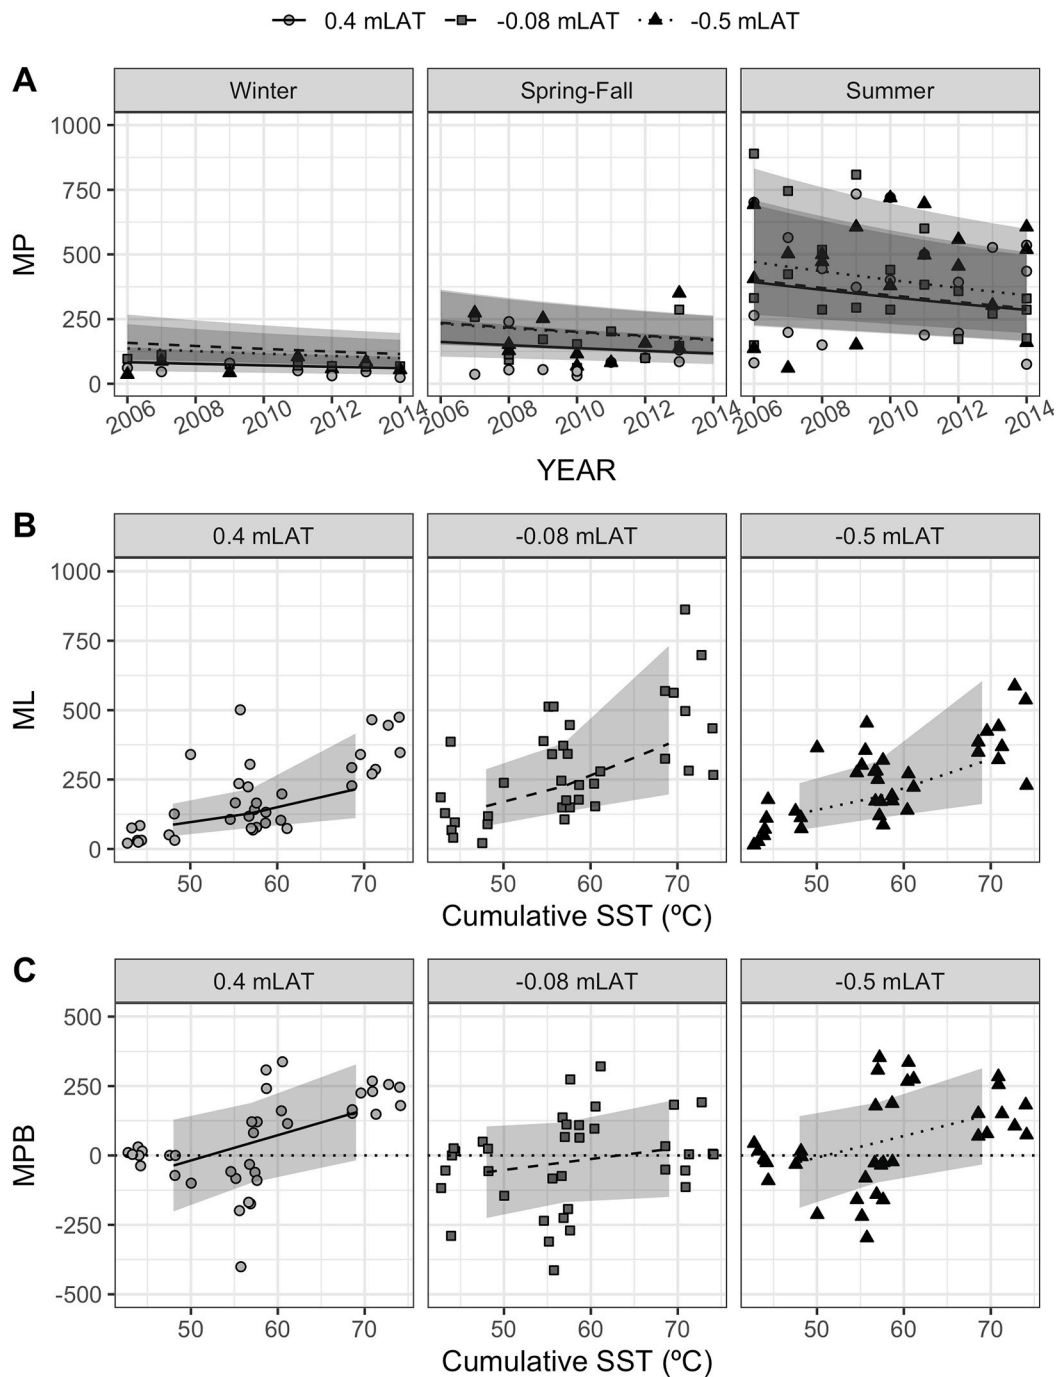 0.4 mLAT -0.08 mLAT -0.5 mLAT
A
Winter Spring-Fall Summer
1000
750
500
250
0
MP
2006 2008 2010 2012 2014 2006 2008 2010 2012 2014 2006 2008 2010 2012 2014
YEAR
B
0.4 mLAT -0.08 mLAT -0.5 mLAT
1000
750
500
250
0
ML
50 60 70 50 60 70 50 60 70
Cumulative SST (ºC)
C
0.4 mLAT -0.08 mLAT -0.5 mLAT
500
250
0
-250
-500
MPB
50 60 70 50 60 70 50 60 70
Cumulative SST (ºC)